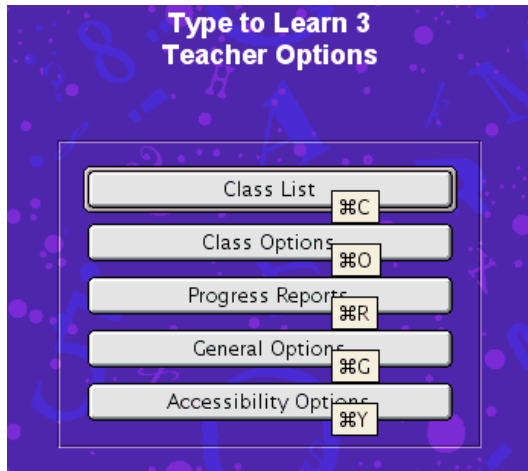 Type to Learn 3
Teacher Options
Class List
⌘C
Class Options
⌘O
Progress Reports
⌘R
General Options
⌘G
Accessibility Options
⌘Y